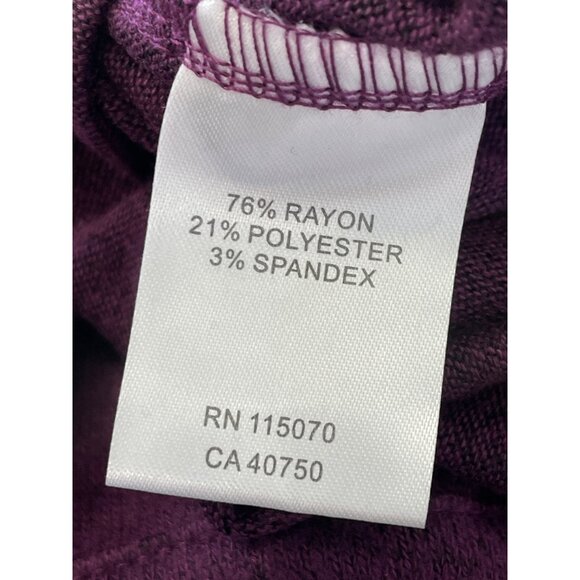 76% RAYON
21% POLYESTER
3% SPANDEX
RN 115070
CA 40750